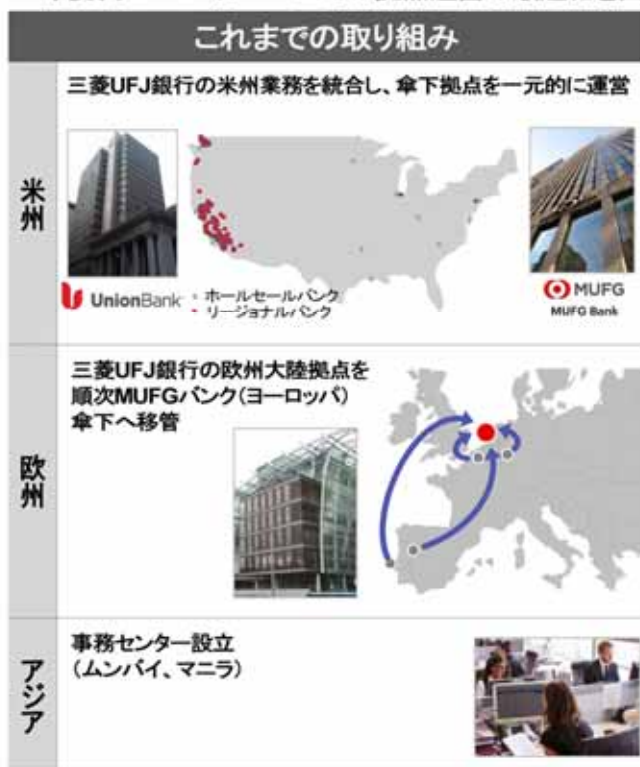 これまでの取り組み
米州
三菱UFJ銀行の米州業務を統合し、傘下拠点を一元的に運営
UnionBank
ホールセールバンク
リージョナルバンク
MUFG
MUFG Bank
欧州
三菱UFJ銀行の欧州大陸拠点を
順次MUFGバンク(ヨーロッパ)
傘下へ移管
アジア
事務センター設立
(ムンバイ、マニラ)